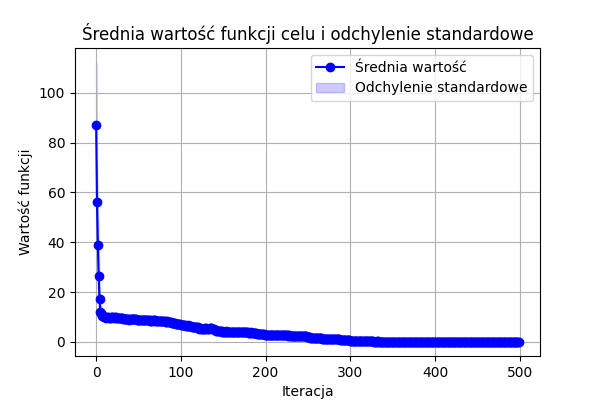 Średnia wartość funkcji celu i odchylenie standardowe
Średnia wartość
Odchylenie standardowe
Wartość funkcji
100
80
60
40
20
0
0 100 200 300 400 500
Iteracja